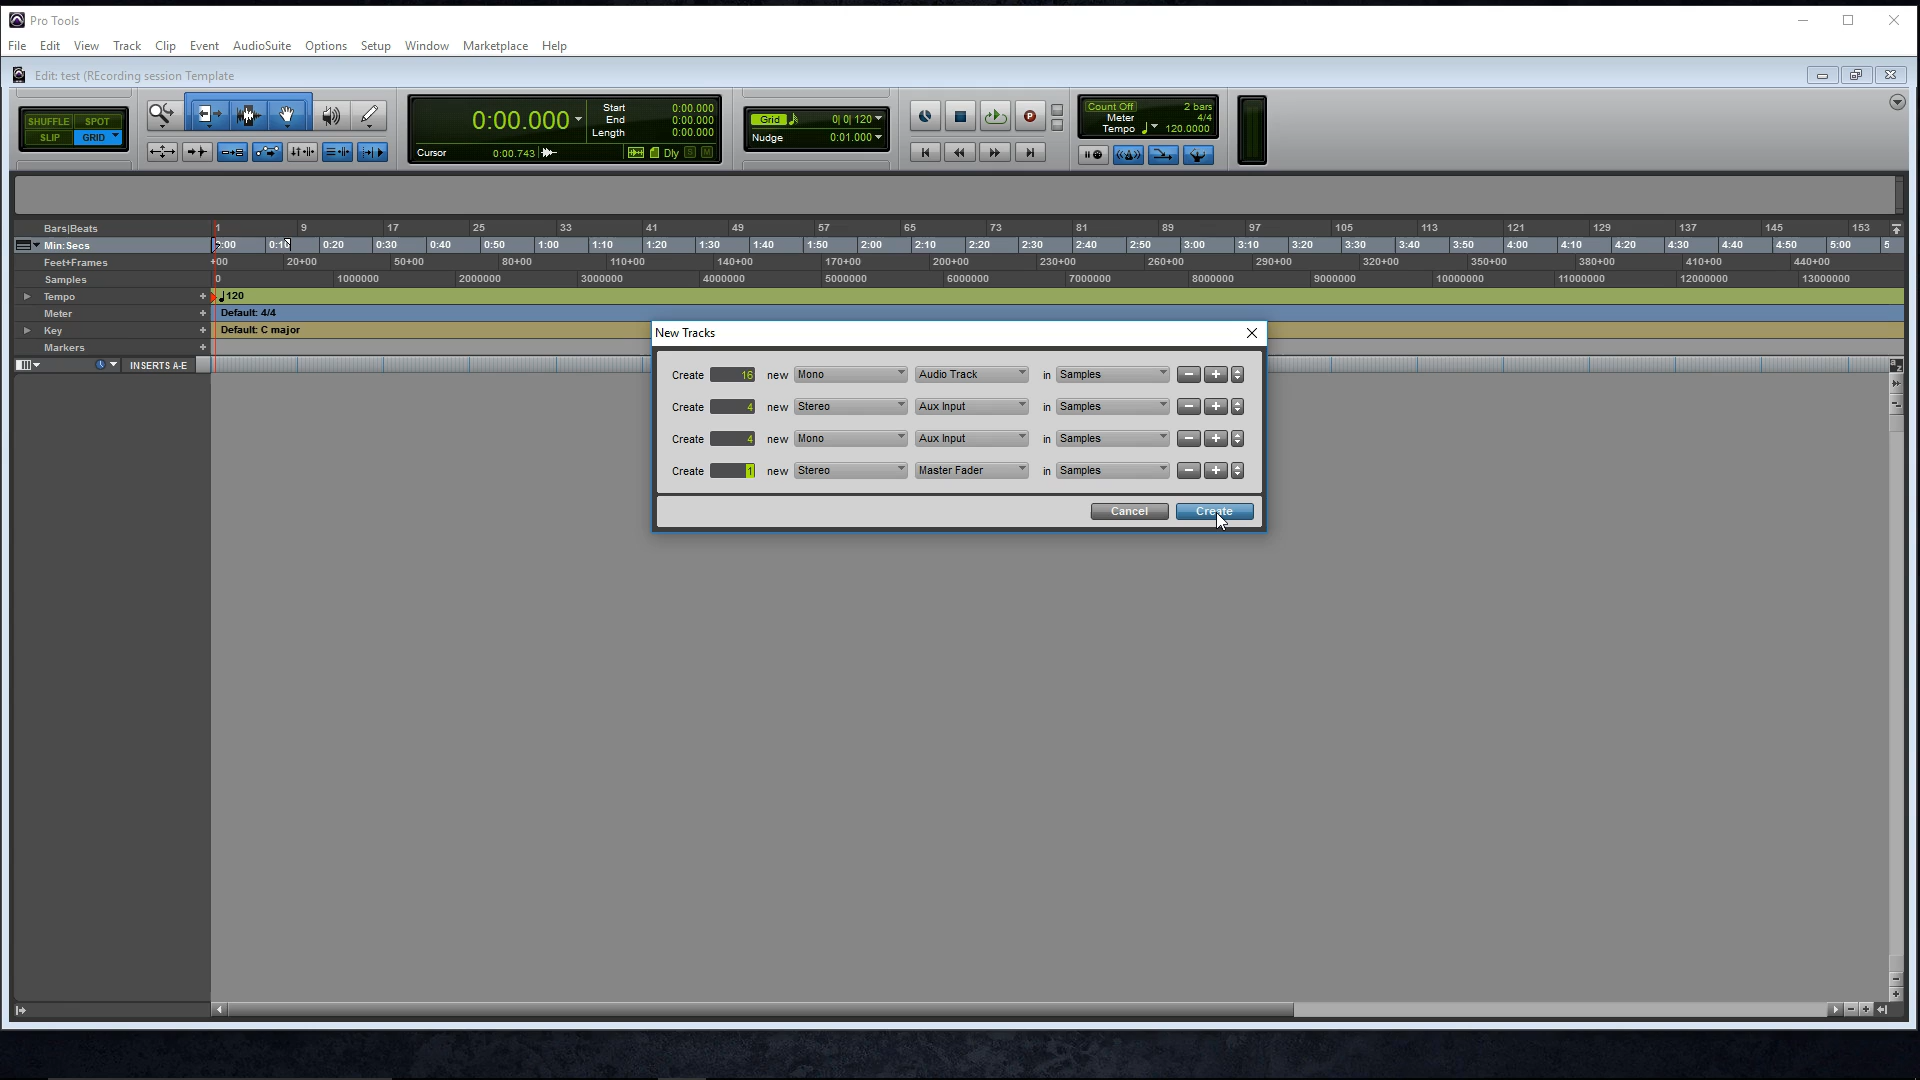 Pro Tools
File Edit View Track Clip Event AudioSuite Options Setup Window Marketplace Help
Edit: test (REcording session Template
SHUFFLE SPOT
SLIP GRID
0:00.000
Start 0:00.000
End 0:00.000
Length 0:00.000
Cursor 0:00.743
Dly S M
Grid 0| 0| 120
Nudge 0:01.000
Count Off 2 bars
Meter 4/4
Tempo 120.0000
Bars|Beats 1 9 17 25 33 41 49 57 65 73 81 89 97 105 113 121 129 137 145 153
Min:Secs 0:20 0:30 0:40 0:50 1:00 1:10 1:20 1:30 1:40 1:50 2:00 2:10 2:20 2:30 2:40 2:50 3:00 3:10 3:20 3:30 3:40 3:50 4:00 4:10 4:20 4:30 4:40 4:50 5:00 5
Feet+Frames +00 20+00 50+00 80+00 110+00 140+00 170+00 200+00 230+00 260+00 290+00 320+00 350+00 380+00 410+00 440+00
Samples 0 1000000 2000000 3000000 4000000 5000000 6000000 7000000 8000000 9000000 10000000 11000000 12000000 13000000
Tempo + 120
Meter + Default: 4/4
Key + Default: C major
Markers +
INSERTS A-E
a z
New Tracks
Create 16 new Mono Audio Track in Samples
Create 4 new Stereo Aux Input in Samples
Create 4 new Mono Aux Input in Samples
Create 1 new Stereo Master Fader in Samples
Cancel Create